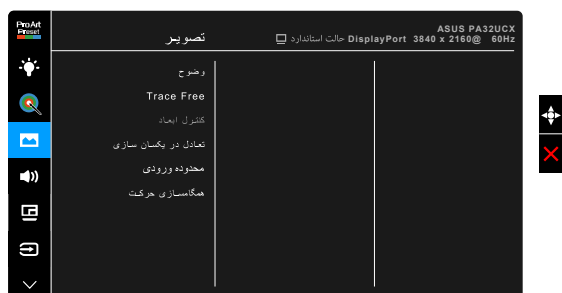 ProArt
Preset
تصویر
ASUS PA32UCX
حالت استاندارد DisplayPort 3840 x 2160@ 60Hz
وضوح
Trace Free
کنترل ابعاد
تعادل در یکسان سازی
محدوده ورودی
همگامسازی حرکت